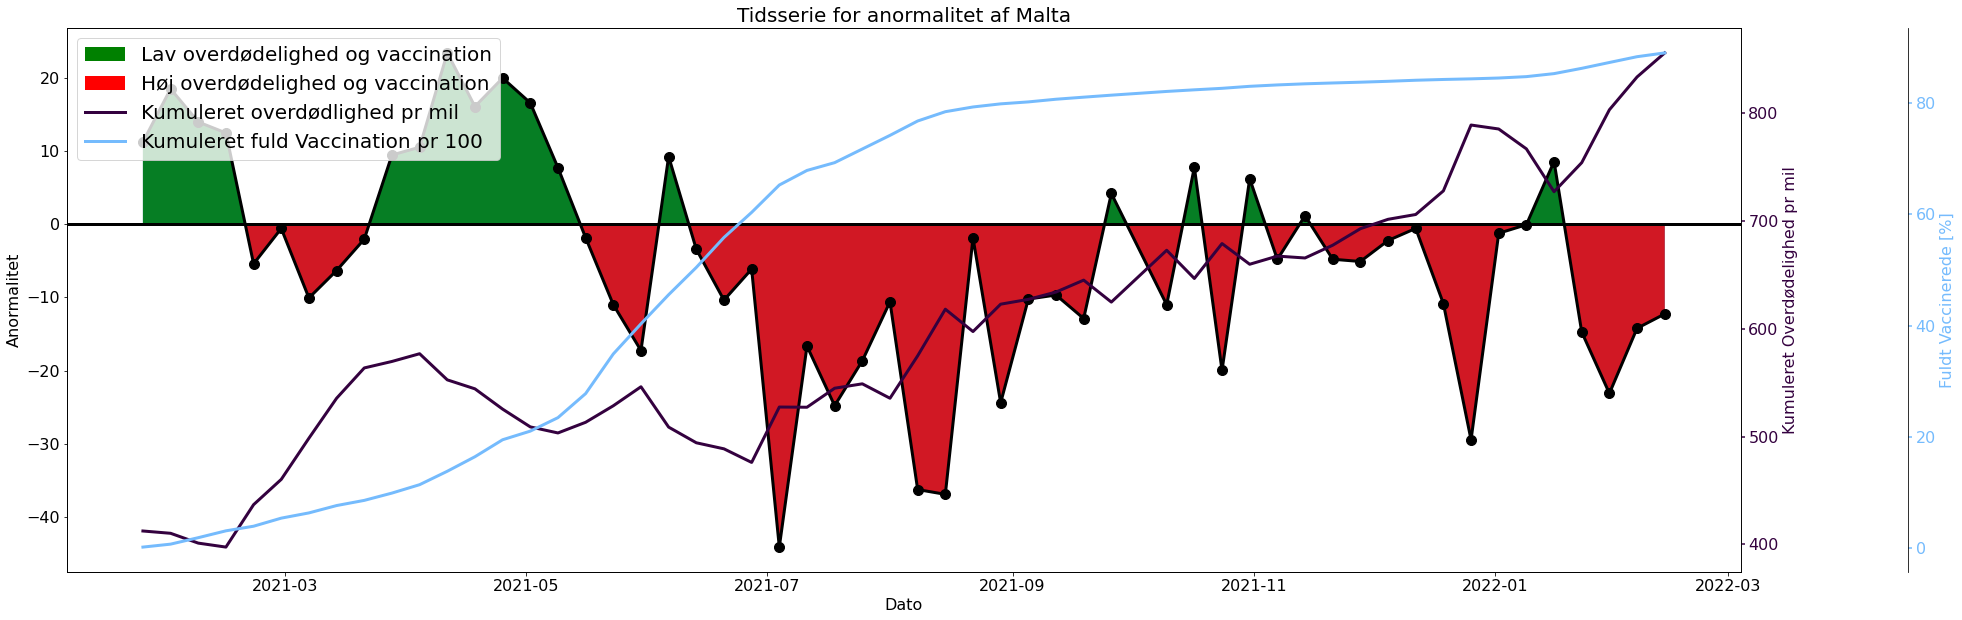 Tidsserie for anormalitet af Malta
Lav overdødelighed og vaccination
Høj overdødelighed og vaccination
Kumuleret overdødlighed pr mil
Kumuleret fuld Vaccination pr 100
Anormalitet
20
10
0
−10
−20
−30
−40
2021-03
2021-05
2021-07
2021-09
2021-11
2022-01
2022-03
Dato
800
700
600
500
400
Kumuleret Overdødelighed pr mil
80
60
40
20
0
Fuldt Vaccinerede [%]